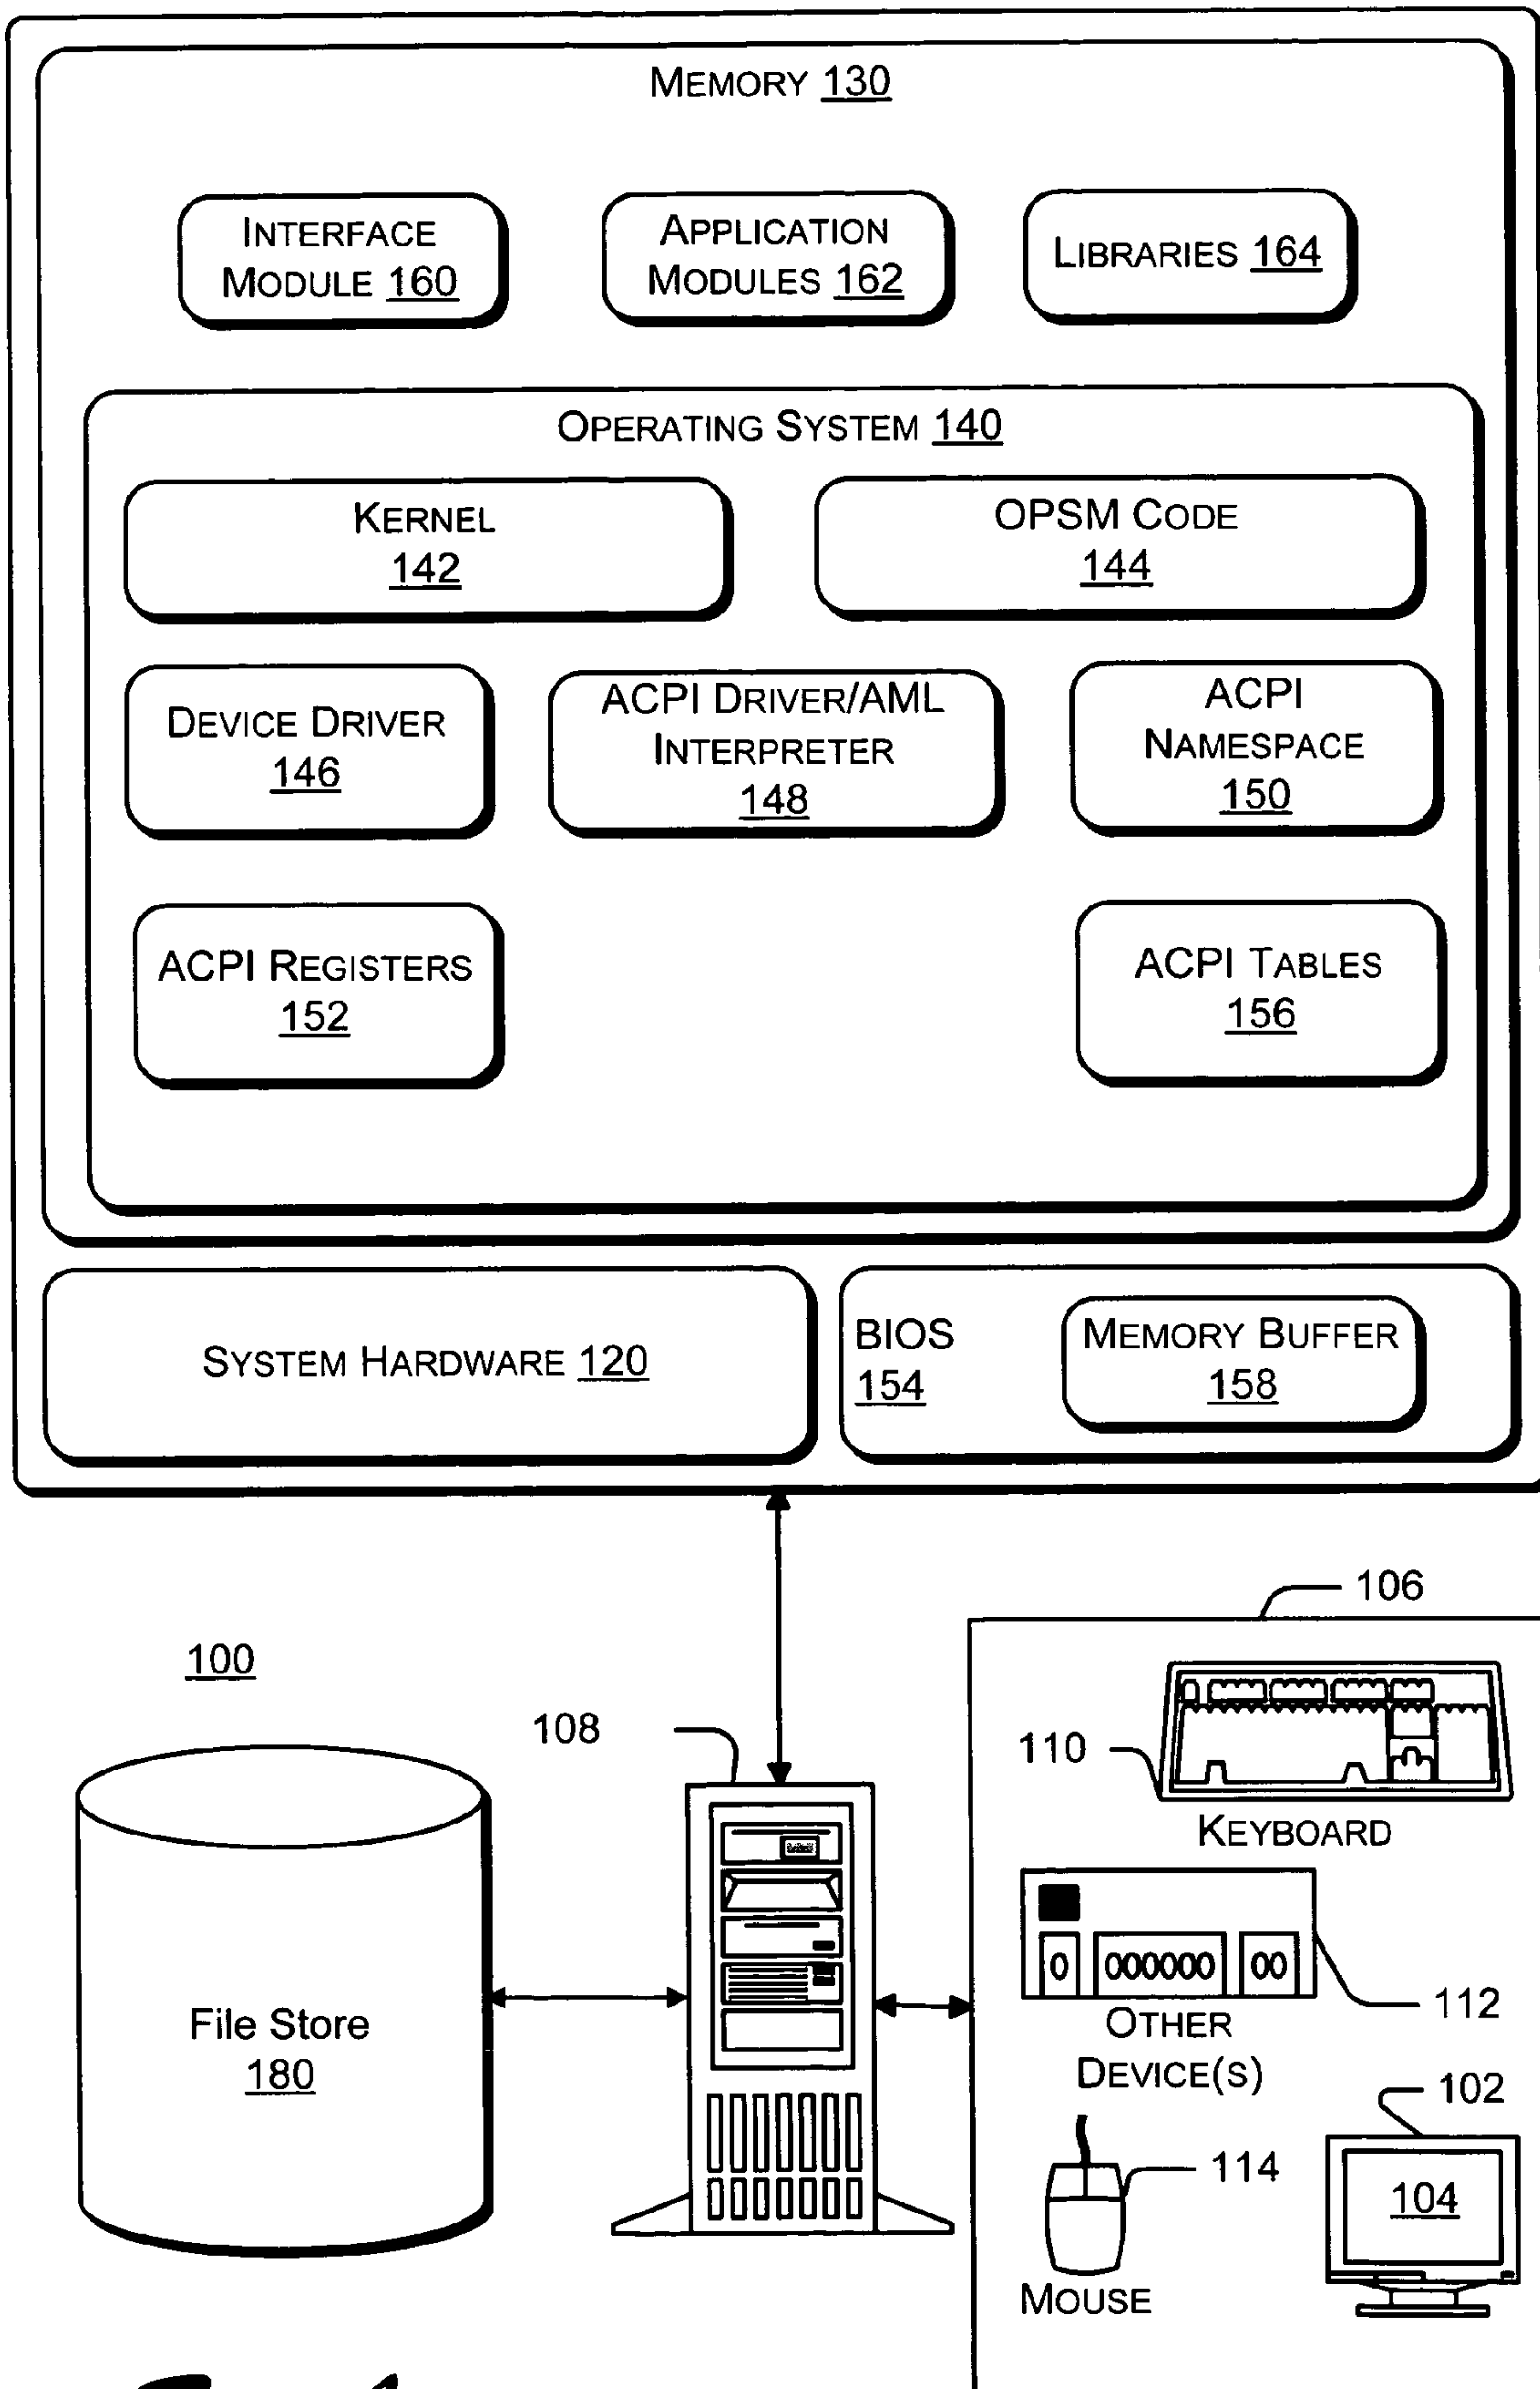 MEMORY 130
INTERFACE
MODULE 160
APPLICATION
MODULES 162
LIBRARIES 164
OPERATING SYSTEM 140
KERNEL
142
OPSM CODE
144
DEVICE DRIVER
146
ACPI DRIVER/AML
INTERPRETER
148
ACPI
NAMESPACE
150
ACPI REGISTERS
152
ACPI TABLES
156
SYSTEM HARDWARE 120
BIOS
154
MEMORY BUFFER
158
106
100
108
110
KEYBOARD
File Store
180
112
OTHER
DEVICE(S)
102
114
104
MOUSE